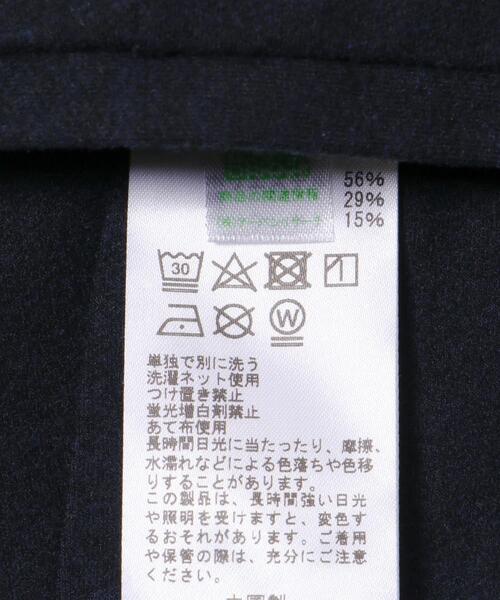 56%
29%
15%
30
W
単独で別に洗う
洗濯ネット使用
つけ置き禁止
蛍光増白剤禁止
あて布使用
長時間日光に当たったり、摩擦、
水濡れなどによる色落ちや色移
りすることがあります。
この製品は、長時間強い日光
や照明を受けますと、変色す
るおそれがあります。ご着用
や保管の際は、充分にご注意
ください。